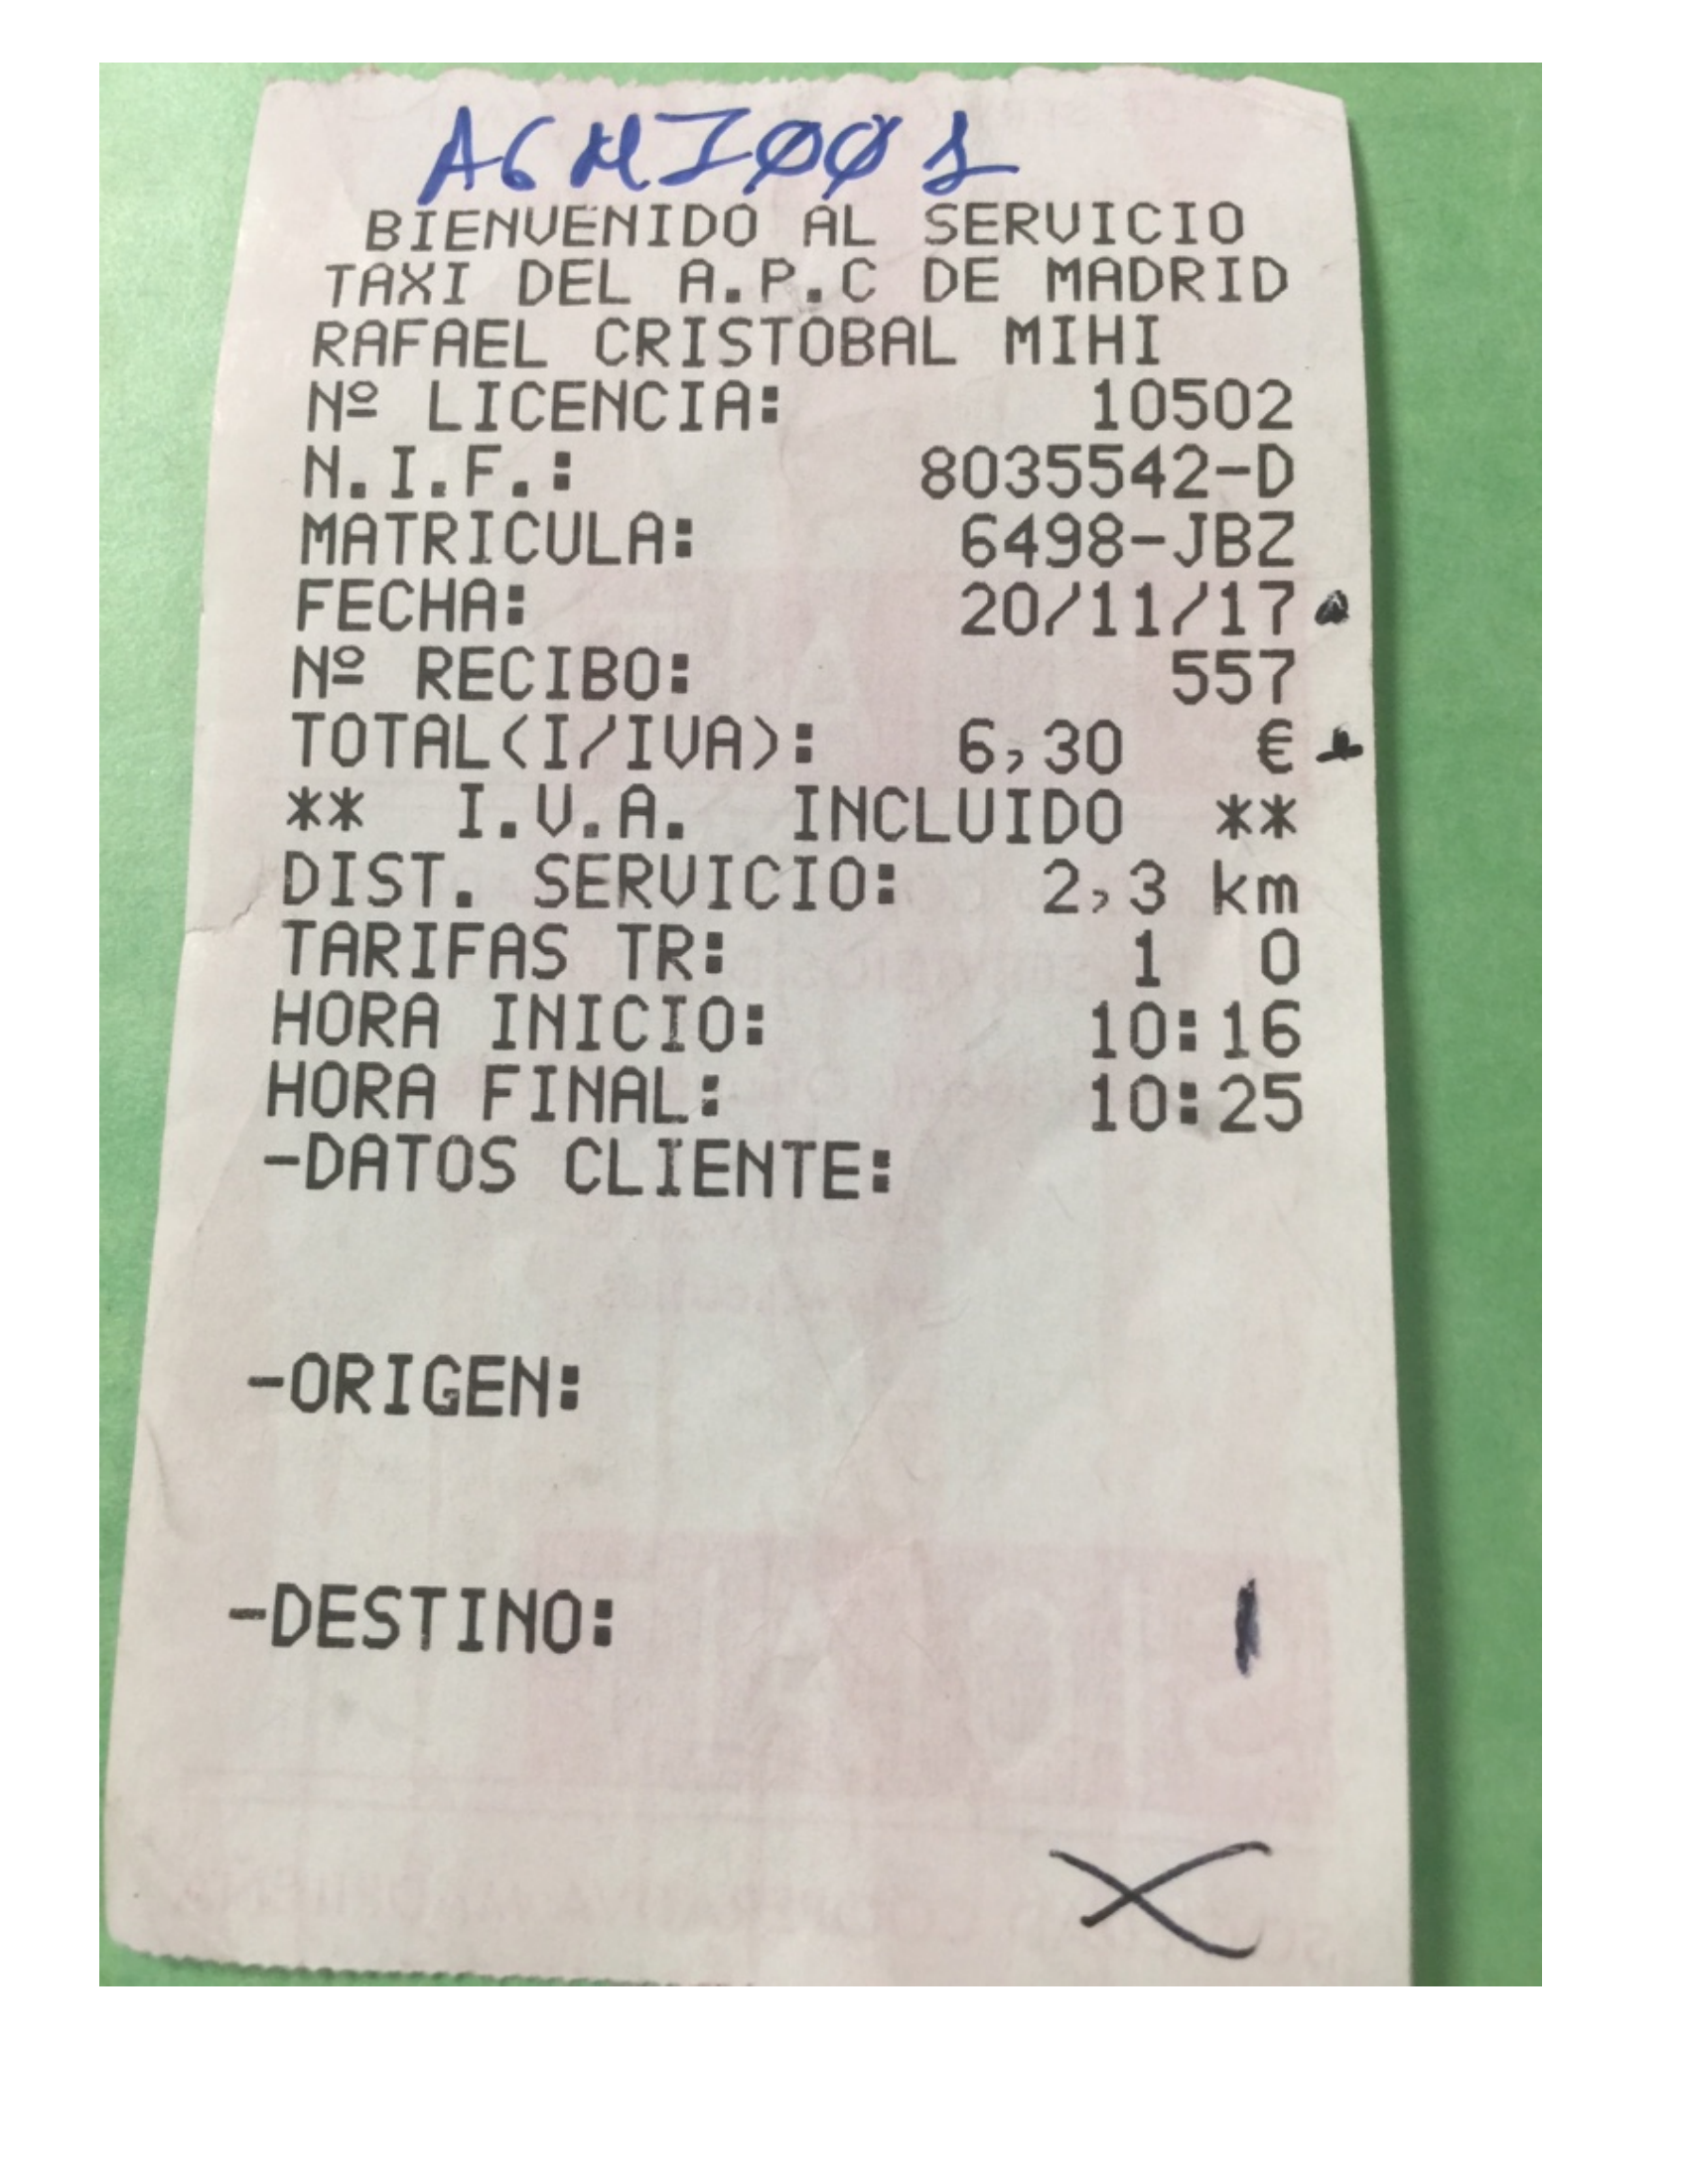 AGMI001
BIENVENIDO AL SERVICIO
TAXI DEL A.P.C DE MADRID
RAFAEL CRISTOBAL MIHI
Nº LICENCIA: 10502
N.I.F.: 8035542-D
MATRICULA: 6498-JBZ
FECHA: 20/11/17
Nº RECIBO: 557
TOTAL(I/IVA): 6,30 €
** I.V.A. INCLUIDO **
DIST. SERVICIO: 2,3 km
TARIFAS TR: 1 0
HORA INICIO: 10:16
HORA FINAL: 10:25
-DATOS CLIENTE:
-ORIGEN:
-DESTINO: